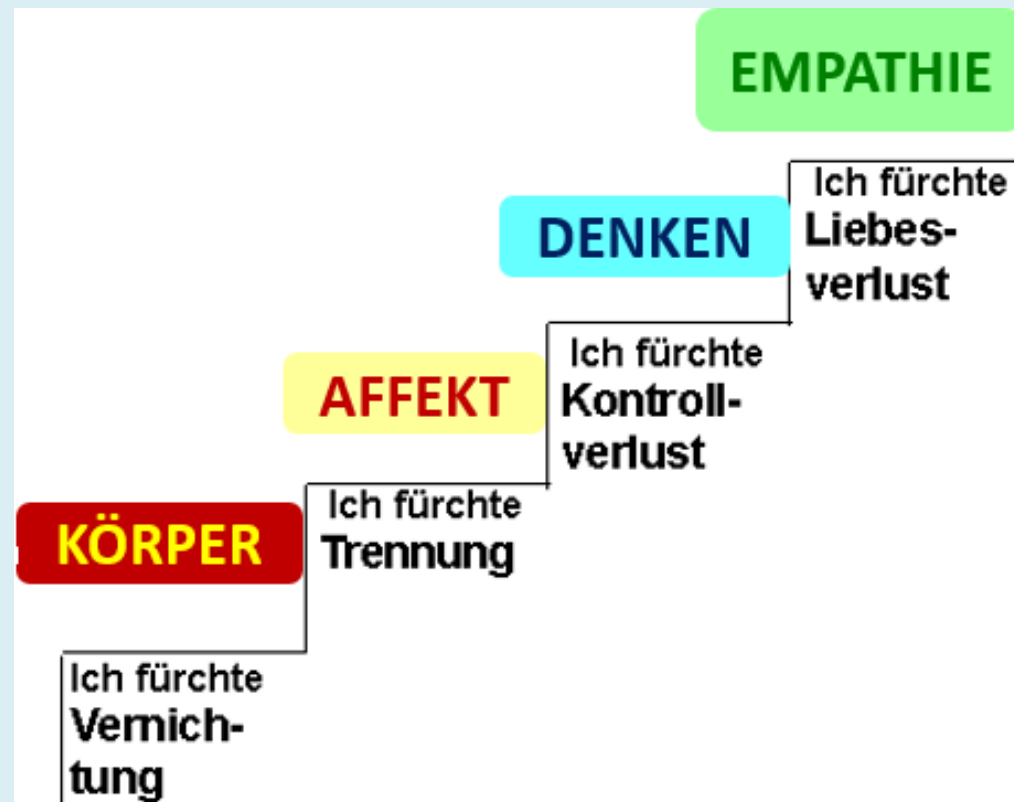 EMPATHIE
Ich fürchte
Liebes-
verlust
DENKEN
Ich fürchte
Kontroll-
verlust
AFFEKT
Ich fürchte
Trennung
KÖRPER
Ich fürchte
Vernich-
tung